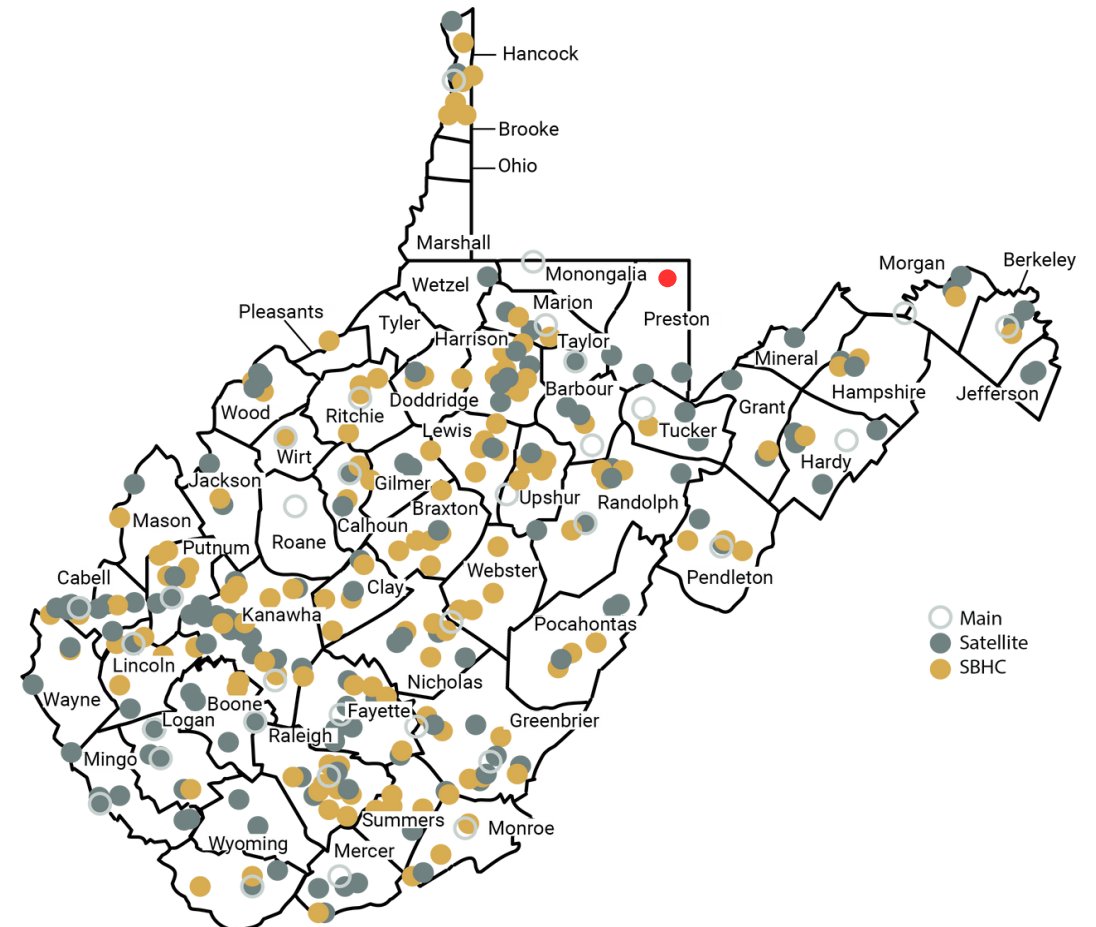 Hancock
Brooke
Ohio
Marshall
Wetzel
Monongalia
Morgan
Berkeley
Marion
Pleasants
Tyler
Preston
Harrison
Taylor
Mineral
Barbour
Hampshire
Jefferson
Doddridge
Grant
Wood
Ritchie
Lewis
Tucker
Wirt
Hardy
Jackson
Gilmer
Upshur
Randolph
Braxton
Mason
Calhoun
Roane
Putnum
Webster
Cabell
Clay
Pendleton
Kanawha
Pocahontas
Main
Satellite
SBHC
Lincoln
Nicholas
Wayne
Boone
Fayette
Logan
Greenbrier
Raleigh
Mingo
Summers
Monroe
Wyoming
Mercer